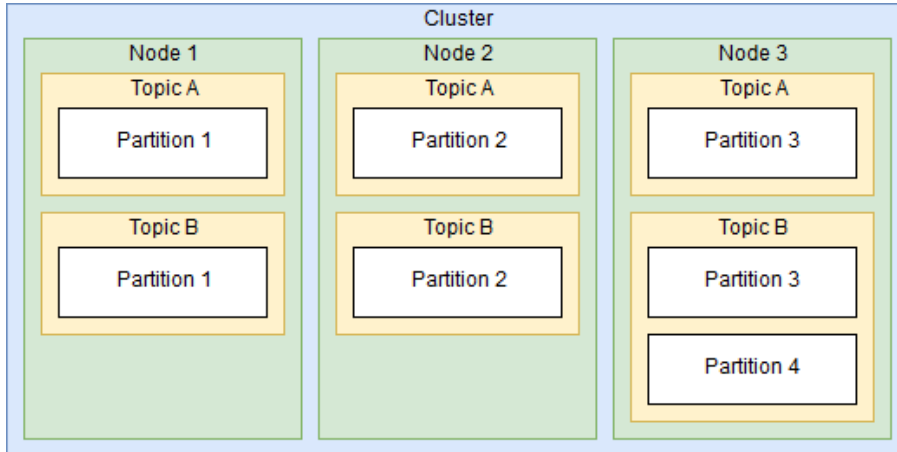 Cluster
Node 1
Topic A
Partition 1
Topic B
Partition 1
Node 2
Topic A
Partition 2
Topic B
Partition 2
Node 3
Topic A
Partition 3
Topic B
Partition 3
Partition 4